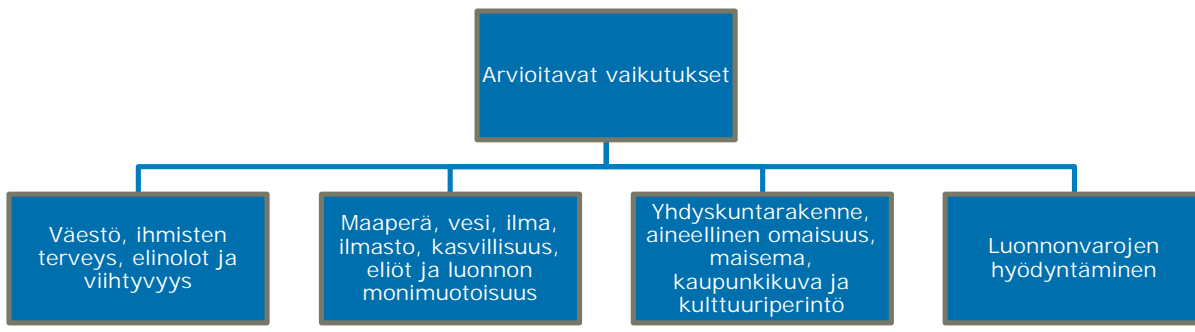 Arvioitavat vaikutukset
Väestö, ihmisten
terveys, elinolot ja
viihtyvyys
Maaperä, vesi, ilma,
ilmasto, kasvillisuus,
eliöt ja luonnon
monimuotoisuus
Yhdyskuntarakenne,
aineellinen omaisuus,
maisema,
kaupunkikuva ja
kulttuuriperintö
Luonnonvarojen
hyödyntäminen